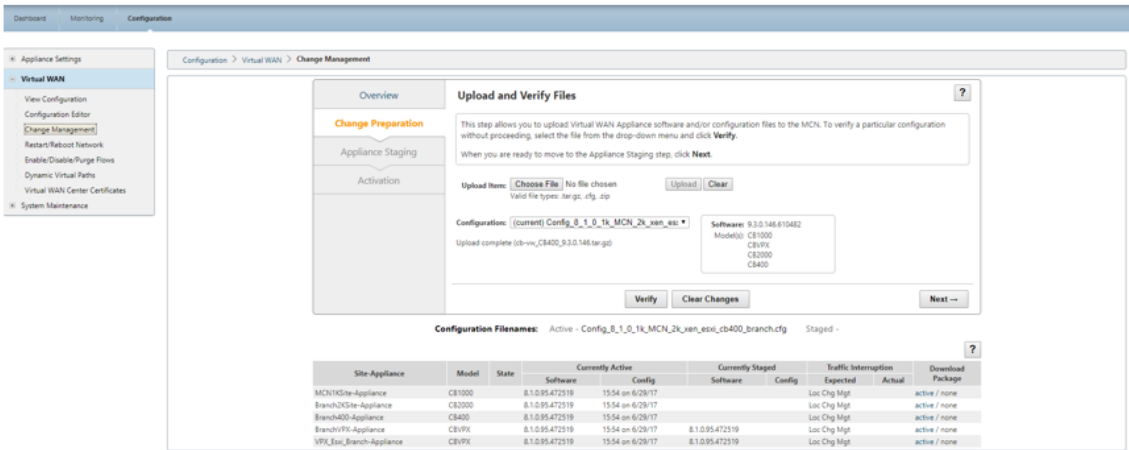 Dashboard Monitoring Configuration
Appliance Settings
Virtual WAN
View Configuration
Configuration Editor
Change Management
Restart/Reboot Network
Enable/Disable/Purge Flows
Dynamic Virtual Paths
Virtual WAN Center Certificates
System Maintenance
Configuration > Virtual WAN > Change Management
Overview
Change Preparation
Appliance Staging
Activation
Upload and Verify Files
?
This step allows you to upload Virtual WAN Appliance software and/or configuration files to the MCN. To verify a particular configuration
without proceeding, select the file from the drop-down menu and click Verify.
When you are ready to move to the Appliance Staging step, click Next.
Upload Item: Choose File No file chosen Upload Clear
Valid file types: .tar.gz, .cfg, .zip
Configuration: (current) Config_8_1_0_1k_MCN_2k_xen_es:
Upload complete (cb-vw_CB400_9.3.0.146.tar.gz)
Software: 9.3.0.146.610482
Model(s): CB1000
CBVPX
CB2000
CB400
Verify Clear Changes Next →
Configuration Filenames: Active - Config_8_1_0_1k_MCN_2k_xen_esxi_cb400_branch.cfg Staged -
?
Site-Appliance Model State Currently Active Currently Staged Traffic Interruption Download Package
Software Config Software Config Expected Actual
MCN1KSite-Appliance CB1000 8.1.0.95.472519 15:54 on 6/29/17 Loc Chg Mgt active / none
Branch2KSite-Appliance CB2000 8.1.0.95.472519 15:54 on 6/29/17 Loc Chg Mgt active / none
Branch400-Appliance CB400 8.1.0.95.472519 15:54 on 6/29/17 Loc Chg Mgt active / none
BranchVPX-Appliance CBVPX 8.1.0.95.472519 15:54 on 6/29/17 8.1.0.95.472519 Loc Chg Mgt active / none
VPX_Esxi_Branch-Appliance CBVPX 8.1.0.95.472519 15:54 on 6/29/17 8.1.0.95.472519 Loc Chg Mgt active / none